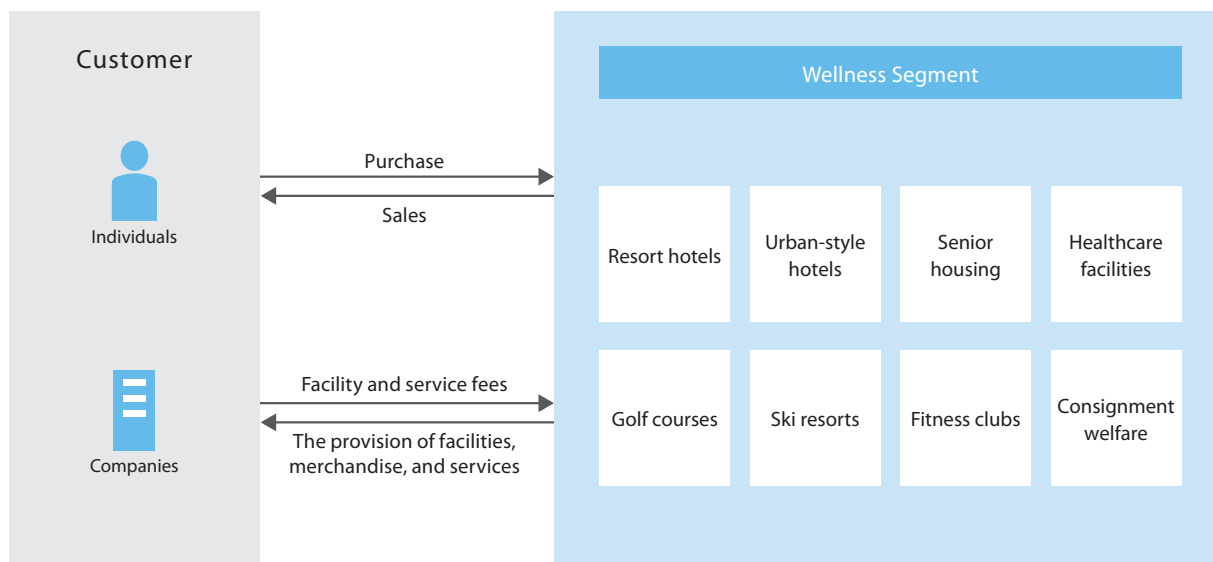 Customer
Individuals
Companies
Purchase
Sales
Facility and service fees
The provision of facilities,
merchandise, and services
Wellness Segment
Resort hotels
Urban-style
hotels
Senior
housing
Healthcare
facilities
Golf courses
Ski resorts
Fitness clubs
Consignment
welfare